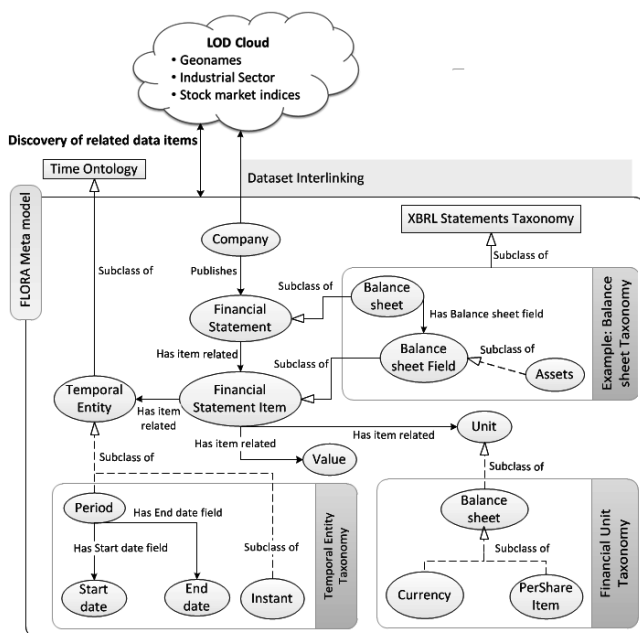 LOD Cloud
• Geonames
• Industrial Sector
• Stock market indices
Discovery of related data items
Time Ontology
Dataset Interlinking
FLORA Meta model
XBRL Statements Taxonomy
Company
Subclass of
Subclass of
Publishes
Subclass of
Balance
sheet
Financial
Statement
Has Balance sheet field
Example: Balance
sheet Taxonomy
Has item related
Subclass of
Balance
sheet Field
Subclass of
Assets
Temporal
Entity
Financial
Statement Item
Has item
related
Has item related
Has item related
Unit
Value
Subclass of
Subclass of
Period
Has End date field
Balance
sheet
Has Start date field
Subclass of
Subclass of
Temporal Entity
Taxonomy
Financial Unit
Taxonomy
Start
date
End
date
Instant
Currency
PerShare
Item